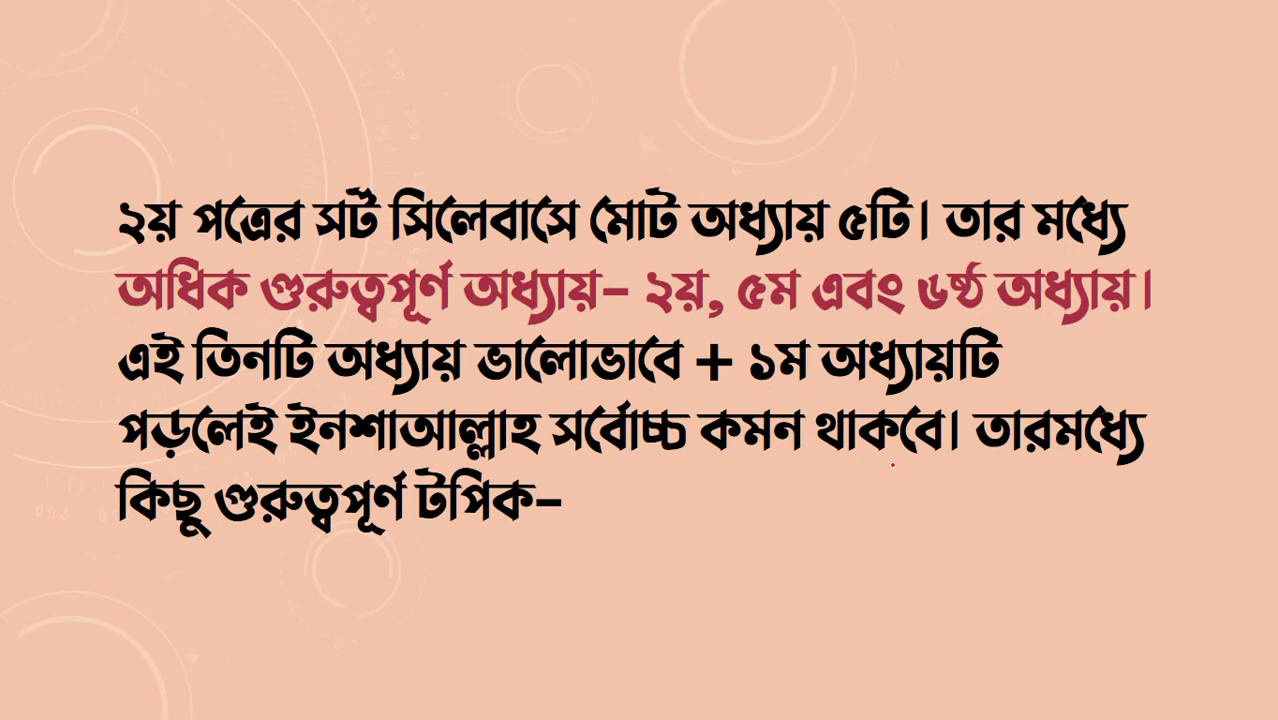 ২য় পত্রের সর্ট সিলেবাসে মোট অধ্যায় ৫টি। তার মধ্যে
অধিক গুরুত্বপূর্ণ অধ্যায়– ২য়, ৫ম এবং ৬ষ্ঠ অধ্যায়।
এই তিনটি অধ্যায় ভালোভাবে + ১ম অধ্যায়টি
পড়লেই ইনশাআল্লাহ সর্বোচ্চ কমন থাকবে। তারমধ্যে
কিছু গুরুত্বপূর্ণ টপিক–